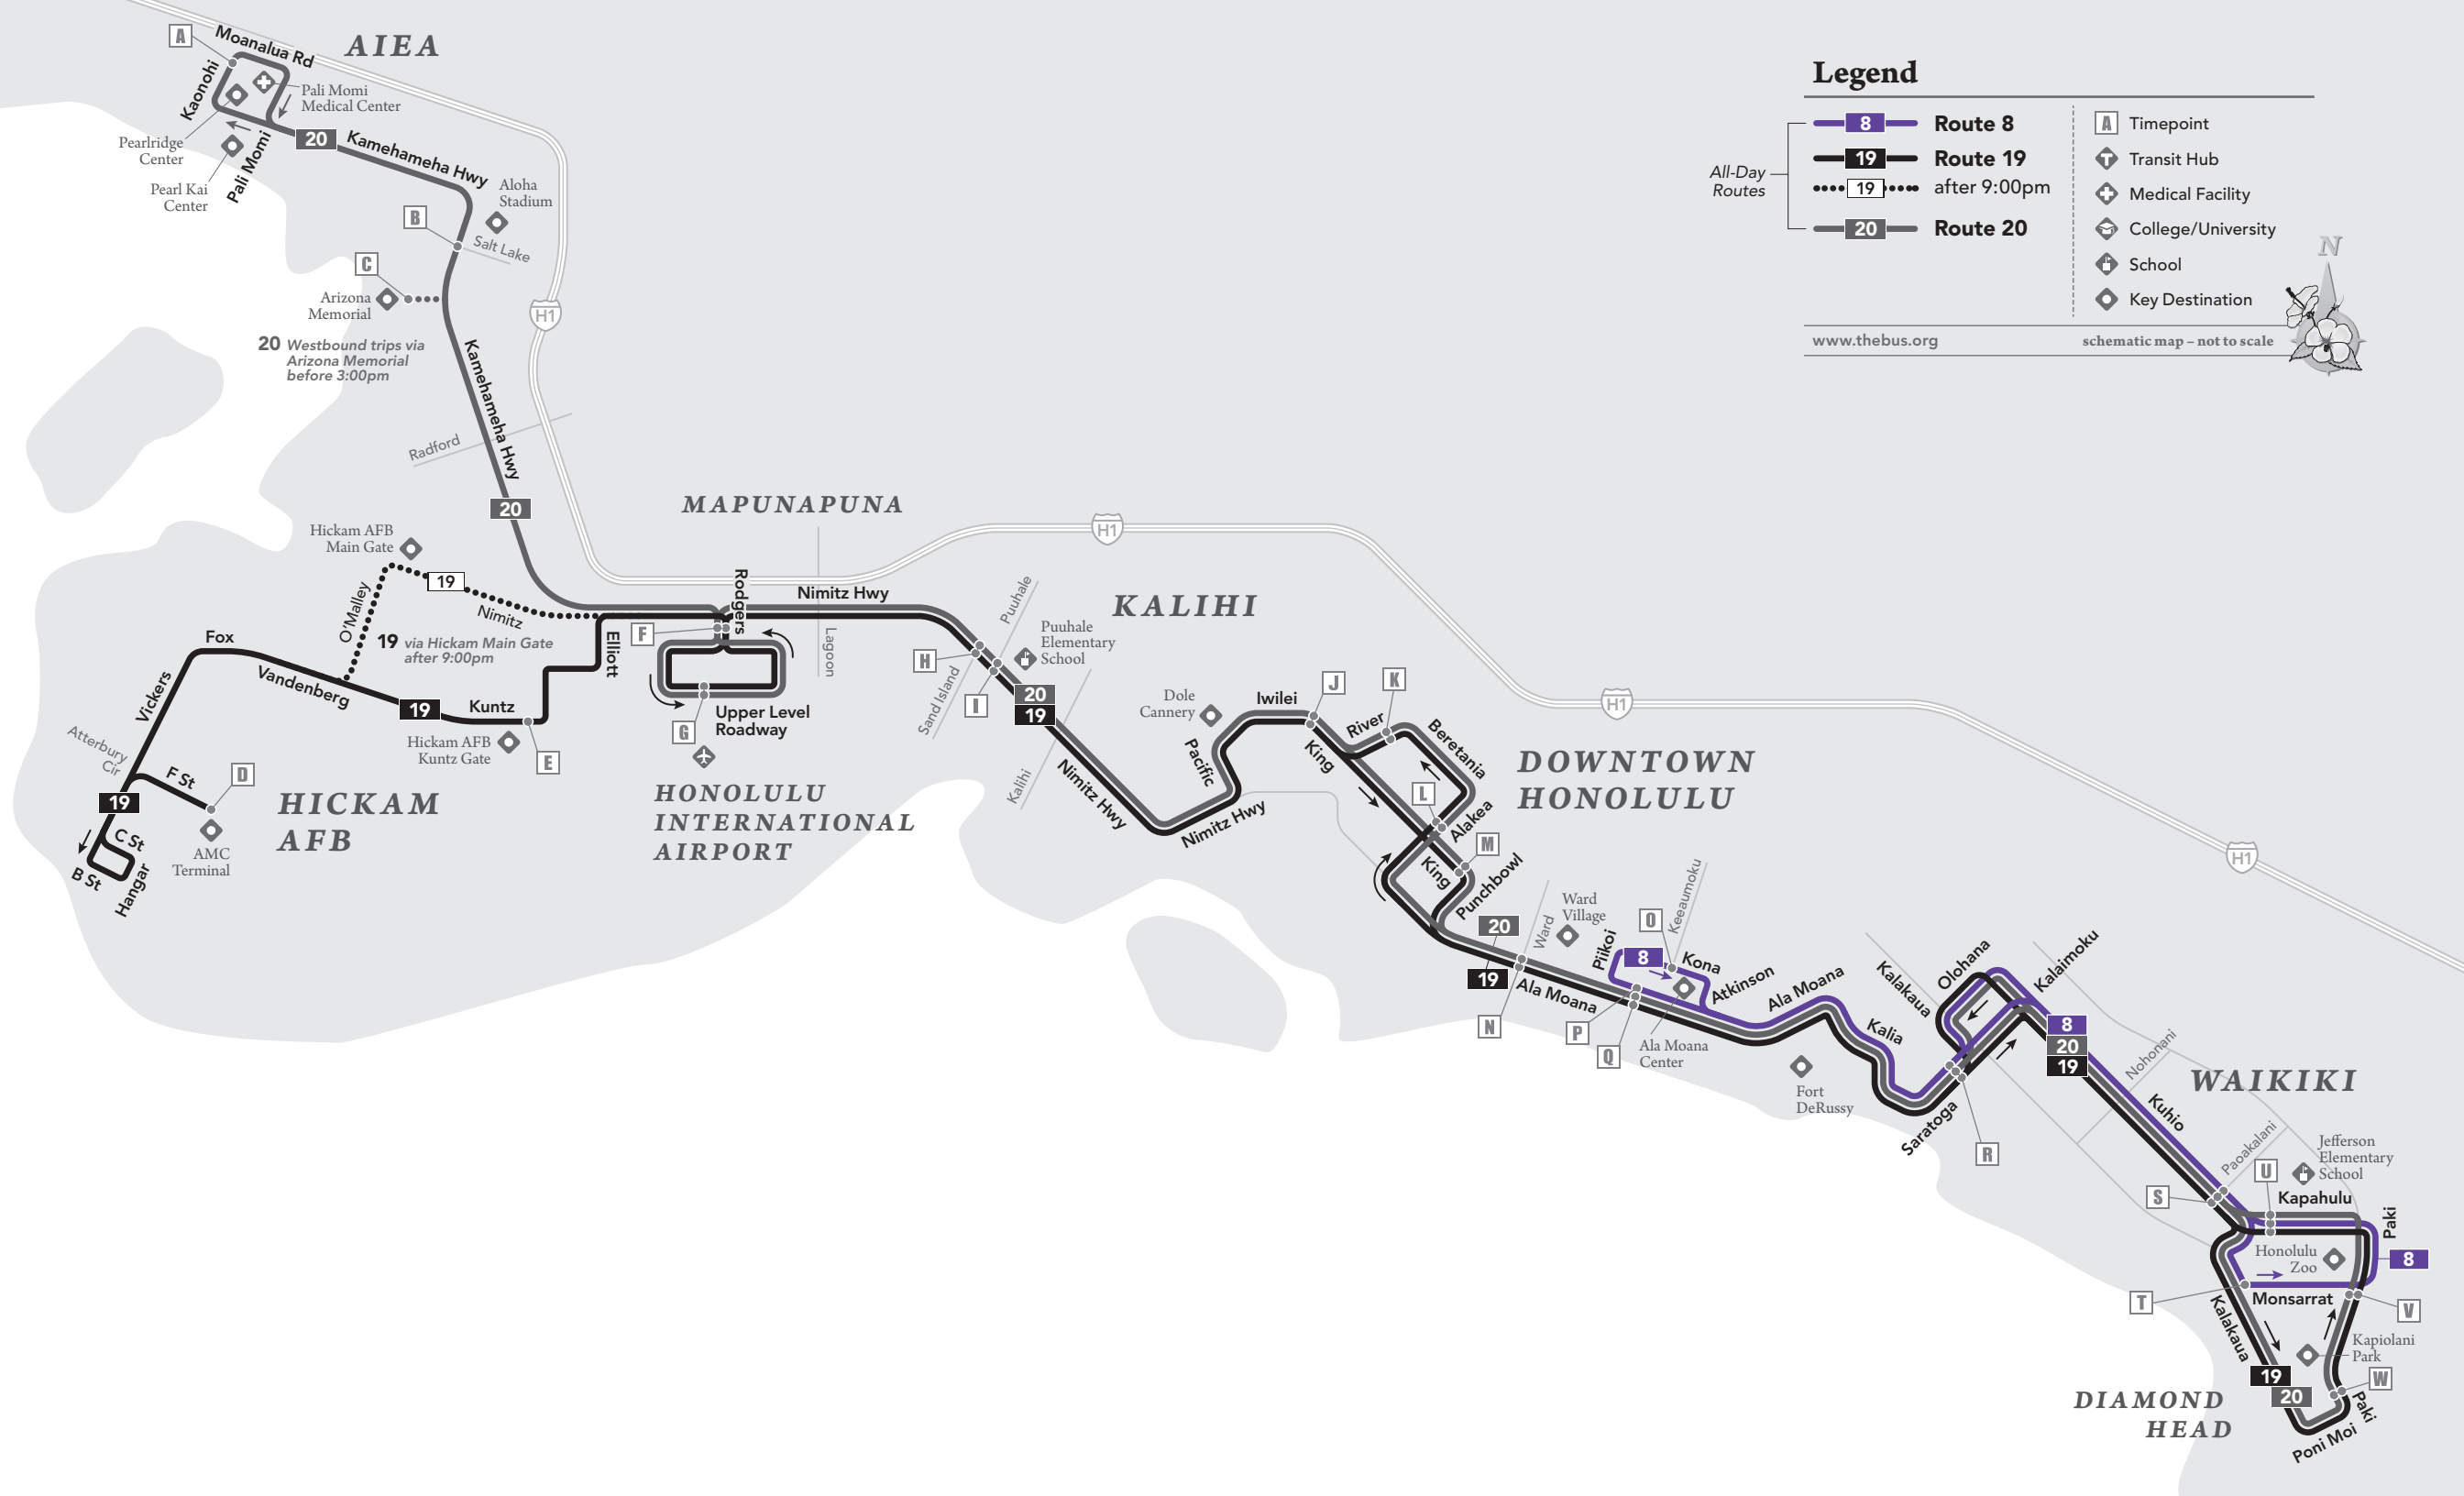 A
Moanalua Rd
AIEA
Kaonohi
Pali Momi
Medical Center
Pearlridge
Center
Pali Momi
Pearl Kai
Center
20
Kamehameha Hwy
Aloha
Stadium
B
Salt Lake
C
Arizona
Memorial
H1
20 Westbound trips via
Arizona Memorial
before 3:00pm
Kamehameha Hwy
Radford
20
Legend
All-Day
Routes
8 Route 8
19 Route 19
19 after 9:00pm
20 Route 20
A Timepoint
Transit Hub
Medical Facility
College/University
School
Key Destination
N
www.thebus.org
schematic map – not to scale
MAPUNAPUNA
H1
Hickam AFB
Main Gate
19
Nimitz
O'Malley
19 via Hickam Main Gate
after 9:00pm
Elliott
F
Rodgers
Nimitz Hwy
Lagoon
G
Upper Level
Roadway
HONOLULU
INTERNATIONAL
AIRPORT
Fox
Vandenberg
Vickers
19
Kuntz
Hickam AFB
Kuntz Gate
E
Atterbury
Cir
F St
D
19
HICKAM
AFB
AMC
Terminal
C St
B St
Hangar
KALIHI
Puuhale
Puuhale
Elementary
School
H
Sand Island
I
20
19
Kalihi
Nimitz Hwy
Nimitz Hwy
Dole
Cannery
Pacific
Iwilei
J
King
River
K
Beretania
L
Alakea
DOWNTOWN
HONOLULU
H1
M
King
Punchbowl
20
19
Ward
Ward
Village
N
Ala Moana
Piikoi
8
O
Keeaumoku
Kona
Atkinson
P
Q
Ala Moana
Center
Ala Moana
Fort
DeRussy
Kalia
Kalakaua
Olohana
Kalaimoku
Saratoga
R
H1
8
20
19
Nohonani
WAIKIKI
Kuhio
Paoakalani
Jefferson
Elementary
School
S
U
Kapahulu
Paki
8
Honolulu
Zoo
T
Monsarrat
V
Kalakaua
Kapiolani
Park
W
19
20
Paki
Poni Moi
DIAMOND
HEAD